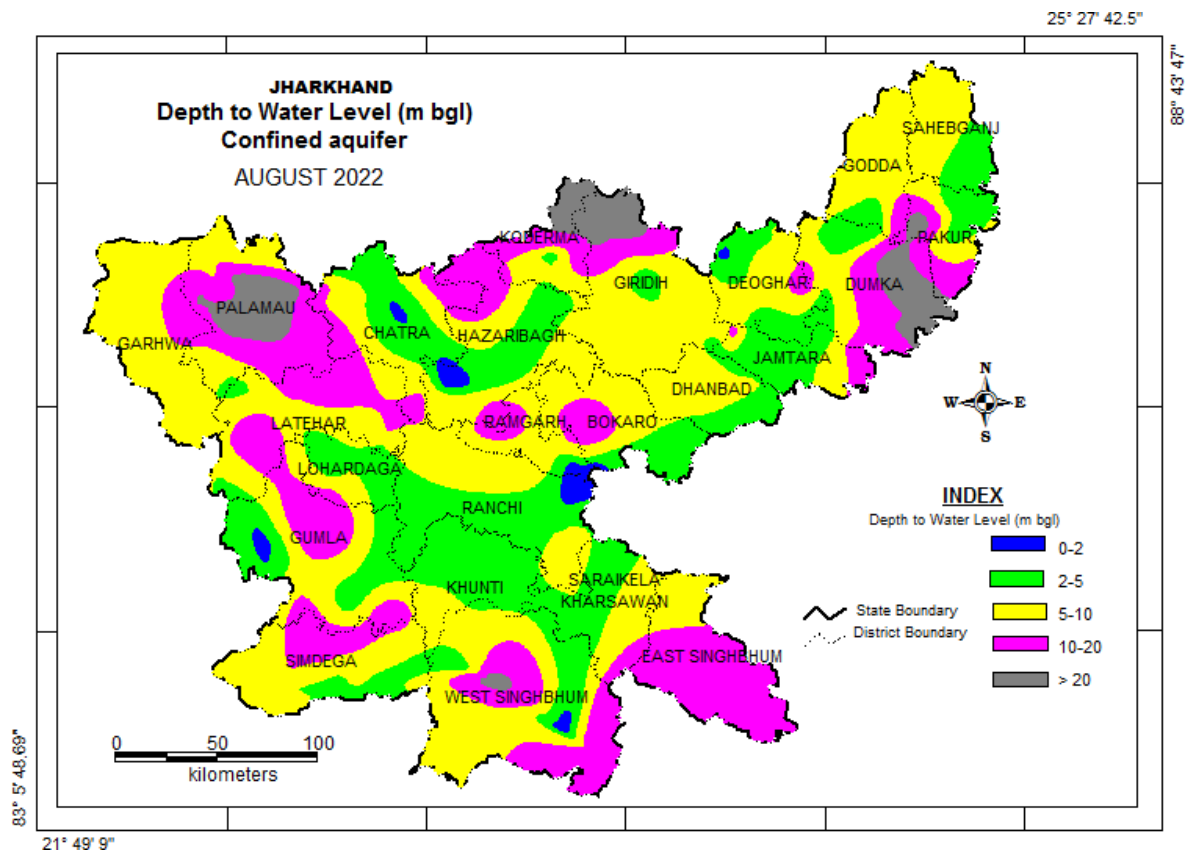 25° 27' 42.5"
88° 43' 47"
JHARKHAND
Depth to Water Level (m bgl)
Confined aquifer
AUGUST 2022
SAHEBGANJ
GODDA
KODERMA
PAKUR
GIRIDIH
DEOGHAR
DUMKA
PALAMAU
CHATRA
HAZARIBAGH
GARHWA
JAMTARA
DHANBAD
N
W E
S
LATEHAR
RAMGARH
BOKARO
LOHARDAGA
RANCHI
GUMLA
KHUNTI
SARAIKELA
KHARSAWAN
SIMDEGA
EAST SINGHBHUM
WEST SINGHBHUM
INDEX
Depth to Water Level (m bgl)
0-2
2-5
5-10
10-20
> 20
State Boundary
District Boundary
0 50 100
kilometers
83° 5' 48.69"
21° 49' 9"